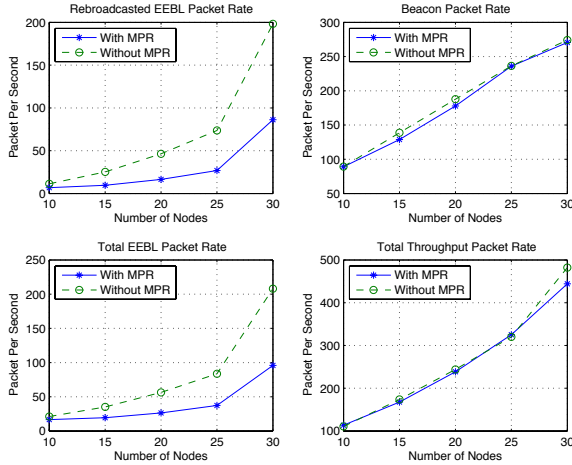 Rebroadcasted EEBL Packet Rate
With MPR
Without MPR
Packet Per Second
200
150
100
50
0
10 15 20 25 30
Number of Nodes
Beacon Packet Rate
With MPR
Without MPR
Packet Per Second
300
250
200
150
100
50
10 15 20 25 30
Number of Nodes
Total EEBL Packet Rate
With MPR
Without MPR
Packet Per Second
250
200
150
100
50
0
10 15 20 25 30
Number of Nodes
Total Throughput Packet Rate
With MPR
Without MPR
Packet Per Second
500
400
300
200
100
10 15 20 25 30
Number of Nodes